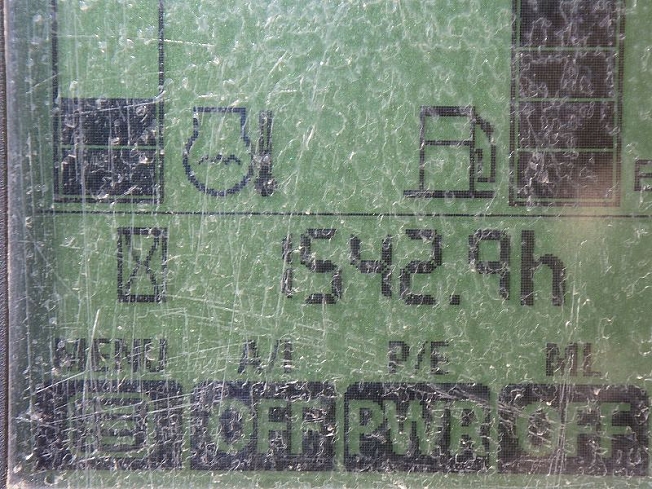 1542.9h
MENU A/I P/E ML
OFF PWR OFF